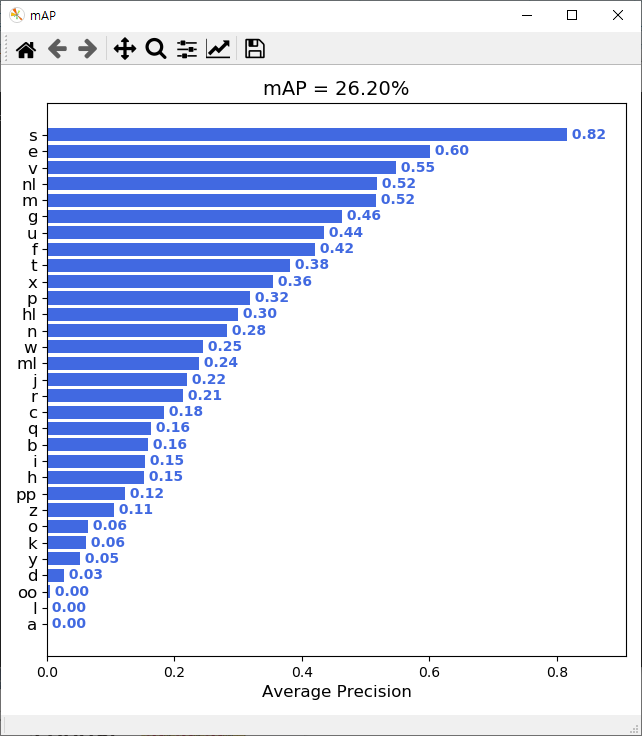 mAP
mAP = 26.20%
s 0.82
e 0.60
v 0.55
nl 0.52
m 0.52
g 0.46
u 0.44
f 0.42
t 0.38
x 0.36
p 0.32
hl 0.30
n 0.28
w 0.25
ml 0.24
j 0.22
r 0.21
c 0.18
q 0.16
b 0.16
i 0.15
h 0.15
pp 0.12
z 0.11
o 0.06
k 0.06
y 0.05
d 0.03
oo 0.00
l 0.00
a 0.00
0.0 0.2 0.4 0.6 0.8
Average Precision